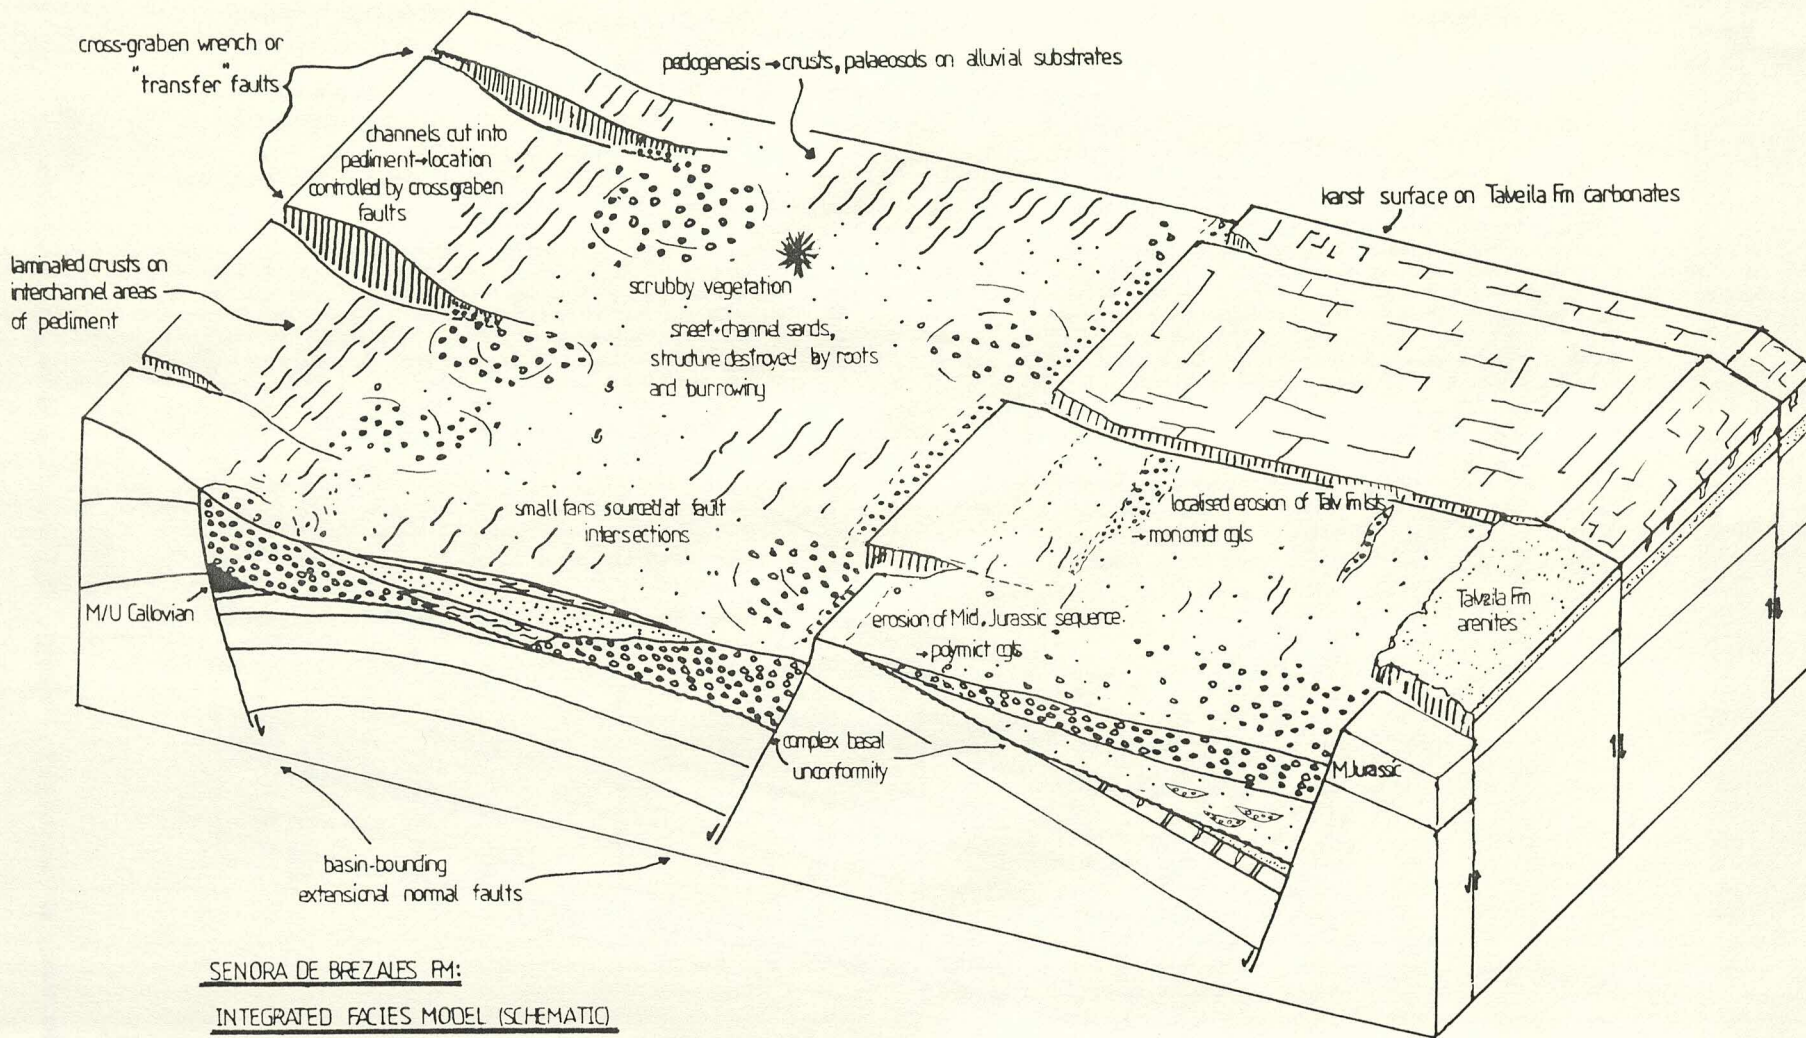 cross-graben wrench or
"transfer" faults
pedogenesis → crusts, palaeosols on alluvial substrates
channels cut into
pediment → location
controlled by crossgraben
faults
karst surface on Talveila Fm carbonates
laminated crusts on
interchannel areas
of pediment
scrubby vegetation
sheet + channel sands,
structure destroyed by roots
and burrowing
small fans sourced at fault
intersections
localised erosion of Talv Fm lsts
→ monomict cgls
M/U Callovian
erosion of Mid. Jurassic sequence
→ polymict cgls
Talveila Fm
arenites
complex basal
unconformity
M Jurassic
basin-bounding
extensional normal faults
SENORA DE BREZALES FM:
INTEGRATED FACIES MODEL (SCHEMATIC)